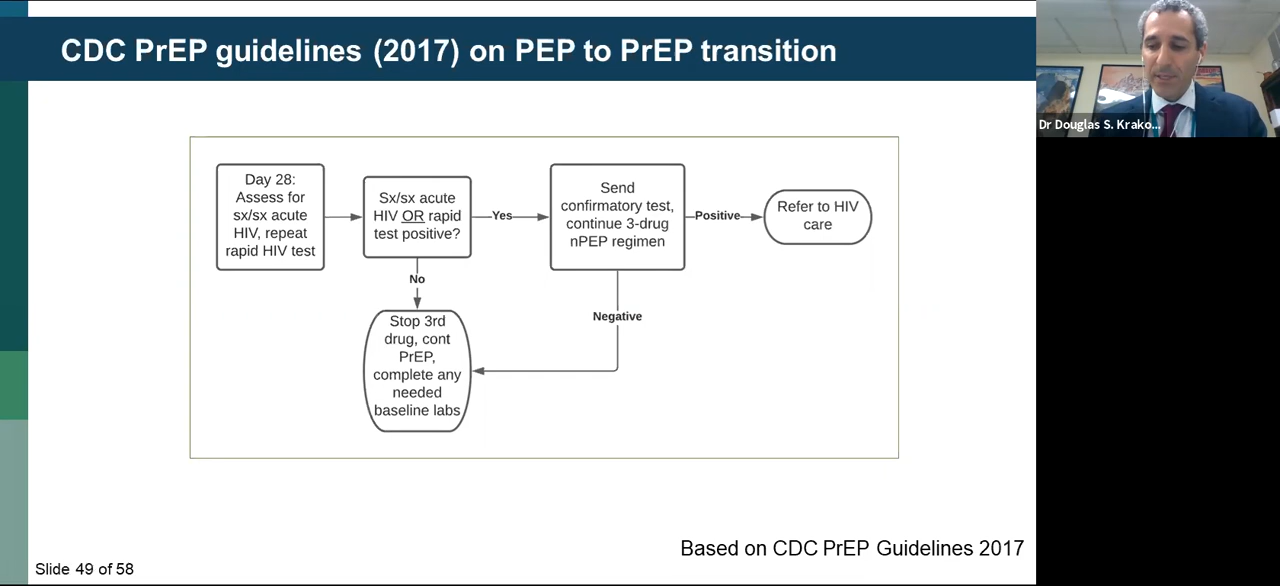 CDC PrEP guidelines (2017) on PEP to PrEP transition
Dr Douglas S. Krako...
Day 28:
Assess for
sx/sx acute
HIV, repeat
rapid HIV test
Sx/sx acute
HIV OR rapid
test positive?
Yes
Send
confirmatory test,
continue 3-drug
nPEP regimen
Positive
Refer to HIV
care
No
Negative
Stop 3rd
drug, cont
PrEP,
complete any
needed
baseline labs
Based on CDC PrEP Guidelines 2017
Slide 49 of 58